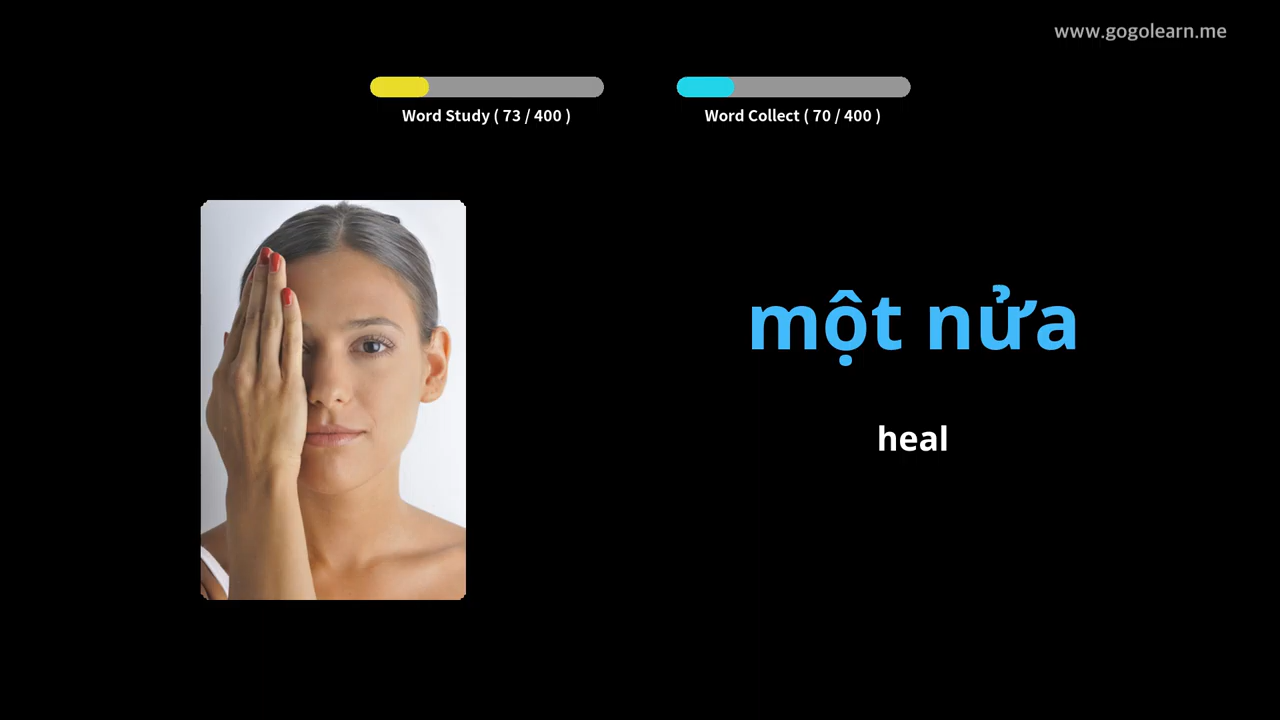 www.gogolearn.me
Word Study ( 73 / 400 )
Word Collect ( 70 / 400 )
một nửa
heal